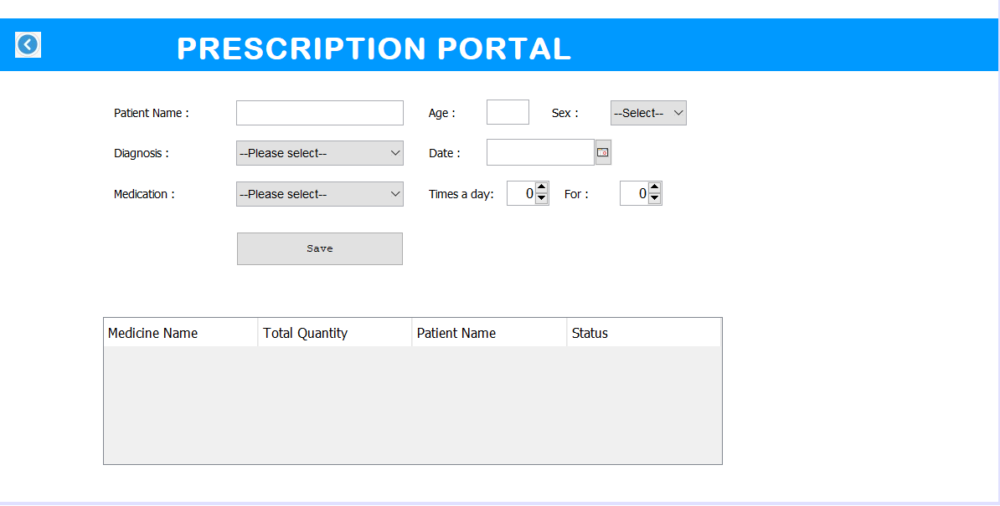 PRESCRIPTION PORTAL
Patient Name : Age : Sex : --Select--
Diagnosis : --Please select-- Date :
Medication : --Please select-- Times a day: 0 For : 0
Save
Medicine Name Total Quantity Patient Name Status